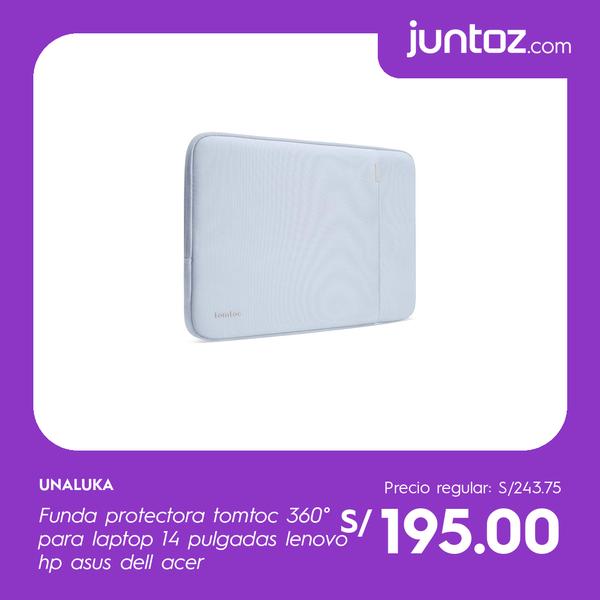 juntoz.com
tomtoc
UNALUKA
Precio regular: S/243.75
Funda protectora tomtoc 360°
para laptop 14 pulgadas lenovo
hp asus dell acer
S/195.00